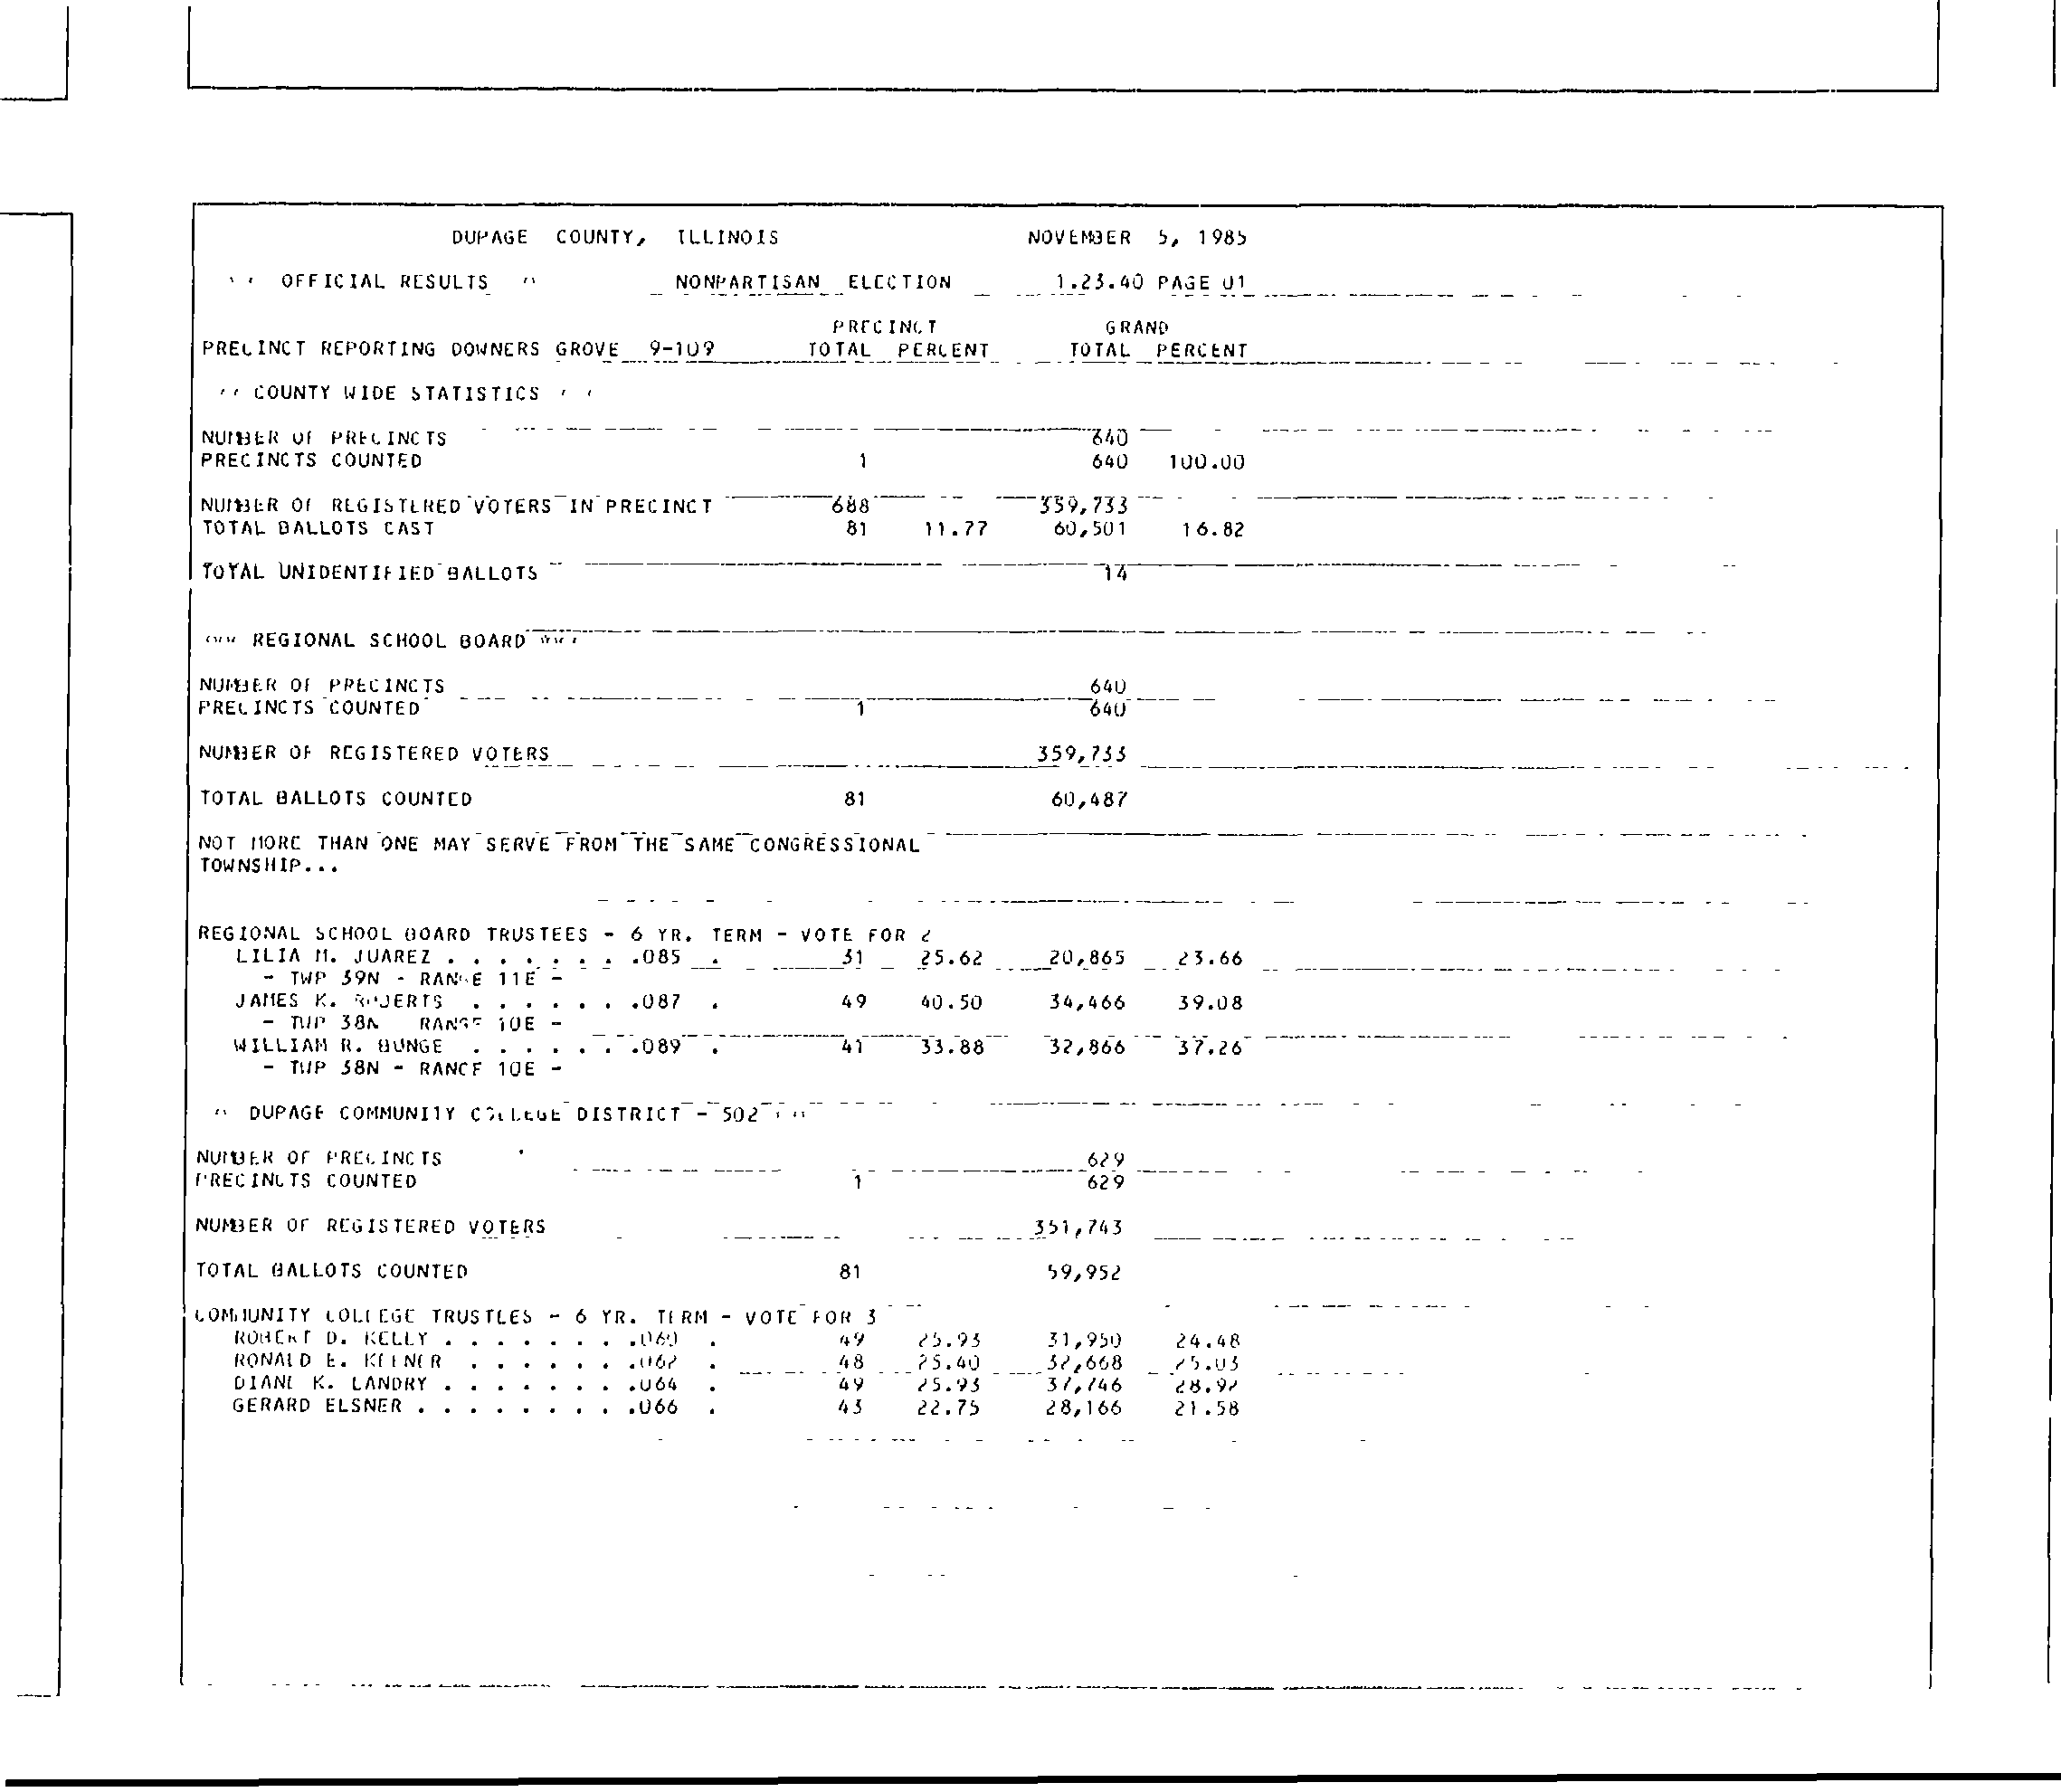 DUPAGE COUNTY, ILLINOIS NOVEMBER 5, 1985
OFFICIAL RESULTS NONPARTISAN ELECTION 1.23.40 PAGE 01
PRECINCT GRAND
PRECINCT REPORTING DOWNERS GROVE 9-109 TOTAL PERCENT TOTAL PERCENT
COUNTY WIDE STATISTICS
NUMBER OF PRECINCTS 640
PRECINCTS COUNTED 1 640 100.00
NUMBER OF REGISTERED VOTERS IN PRECINCT 688 359,733
TOTAL BALLOTS CAST 81 11.77 60,501 16.82
TOTAL UNIDENTIFIED BALLOTS 14
*** REGIONAL SCHOOL BOARD ***
NUMBER OF PRECINCTS 640
PRECINCTS COUNTED 1 640
NUMBER OF REGISTERED VOTERS 359,733
TOTAL BALLOTS COUNTED 81 60,487
NOT MORE THAN ONE MAY SERVE FROM THE SAME CONGRESSIONAL
TOWNSHIP...
REGIONAL SCHOOL BOARD TRUSTEES - 6 YR. TERM - VOTE FOR 2
LILIA M. JUAREZ . . . . . . . .085 . 31 25.62 20,865 23.66
- TWP 39N - RANGE 11E -
JAMES K. ROBERTS . . . . . . .087 . 49 40.50 34,466 39.08
- TWP 38N RANGE 10E -
WILLIAM R. BUNGE . . . . . . .089 . 41 33.88 32,866 37.26
- TWP 38N - RANGE 10E -
DUPAGE COMMUNITY COLLEGE DISTRICT - 502
NUMBER OF PRECINCTS 629
PRECINCTS COUNTED 1 629
NUMBER OF REGISTERED VOTERS 351,743
TOTAL BALLOTS COUNTED 81 59,952
COMMUNITY COLLEGE TRUSTEES - 6 YR. TERM - VOTE FOR 3
ROBERT D. KELLY . . . . . . . .060 . 49 25.93 31,950 24.48
RONALD E. KEENER . . . . . . .062 . 48 25.40 32,668 25.03
DIANE K. LANDRY . . . . . . . .064 . 49 25.93 37,746 28.92
GERARD ELSNER . . . . . . . . .066 . 43 22.75 28,166 21.58